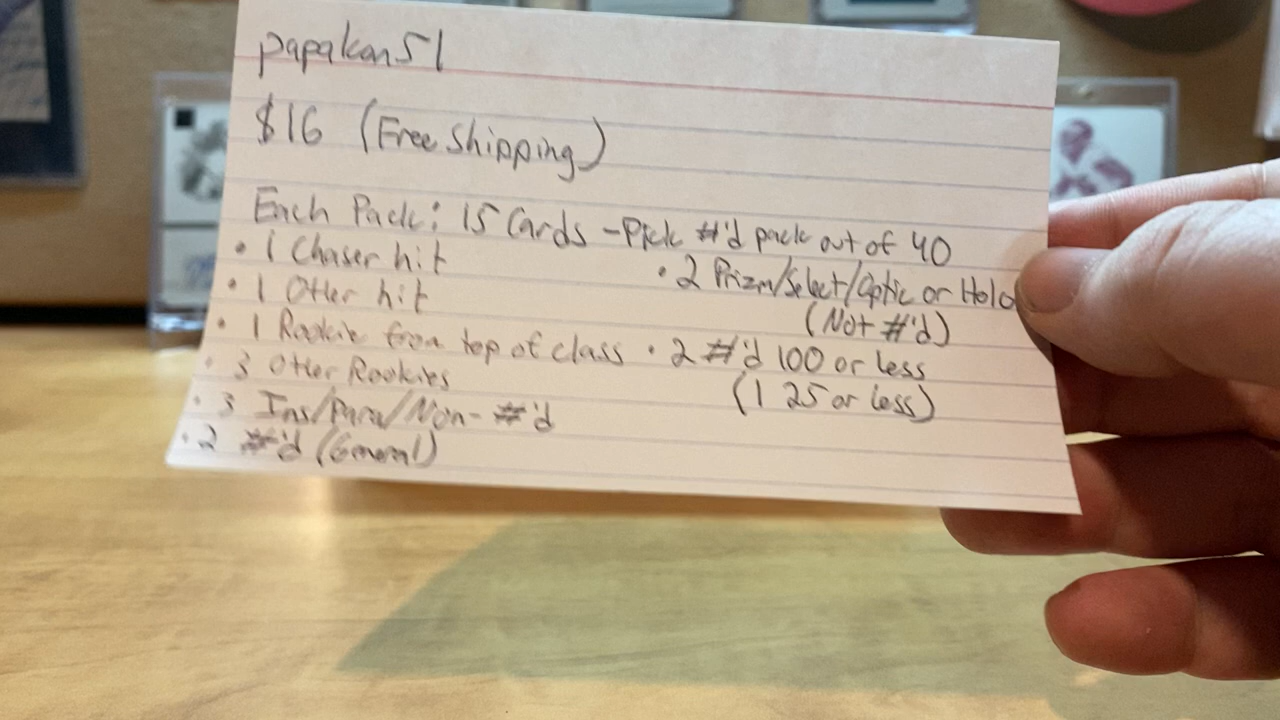 papakan51
$16 (Free Shipping)
Each Pack: 15 Cards - Pick #'d pack out of 40
• 1 Chaser hit
• 1 Other hit
• 1 Rookie from top of class
• 3 Other Rookies
• 3 Ins/Para/Non-#'d
• 2 #'d (General)
• 2 Prizm/Select/Optic or Holo
(Not #'d)
• 2 #'d 100 or less
(1 25 or less)